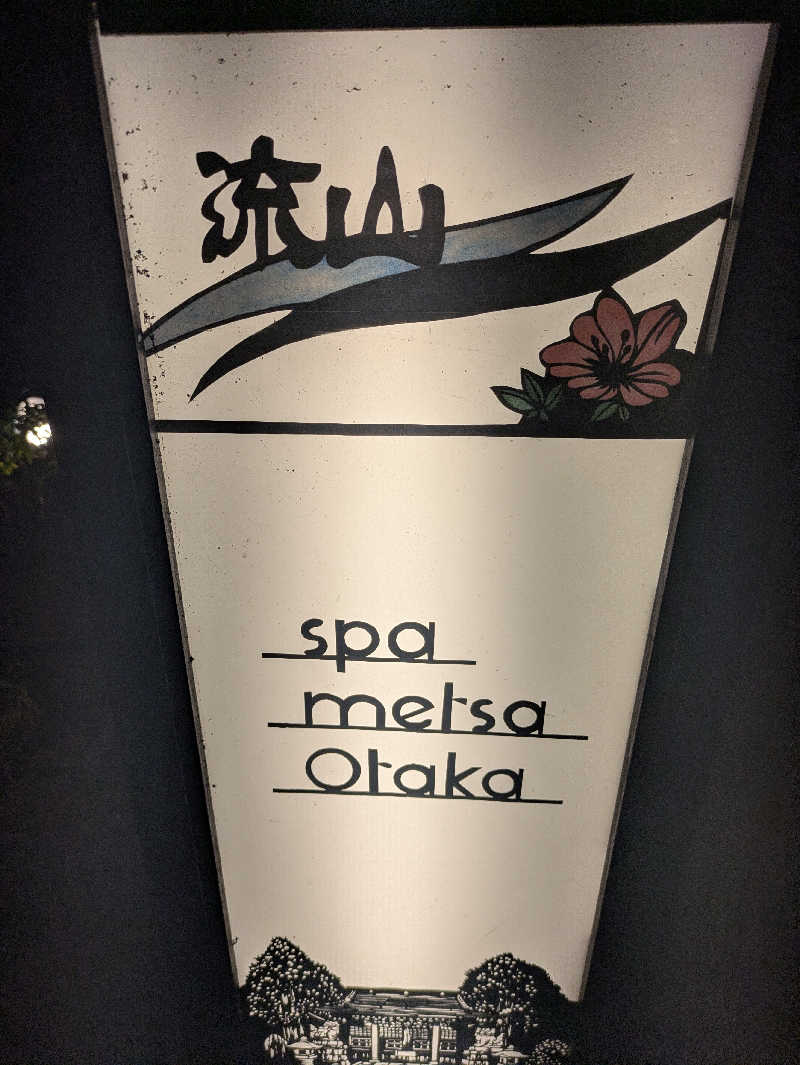 流山
spa
metsa
Otaka